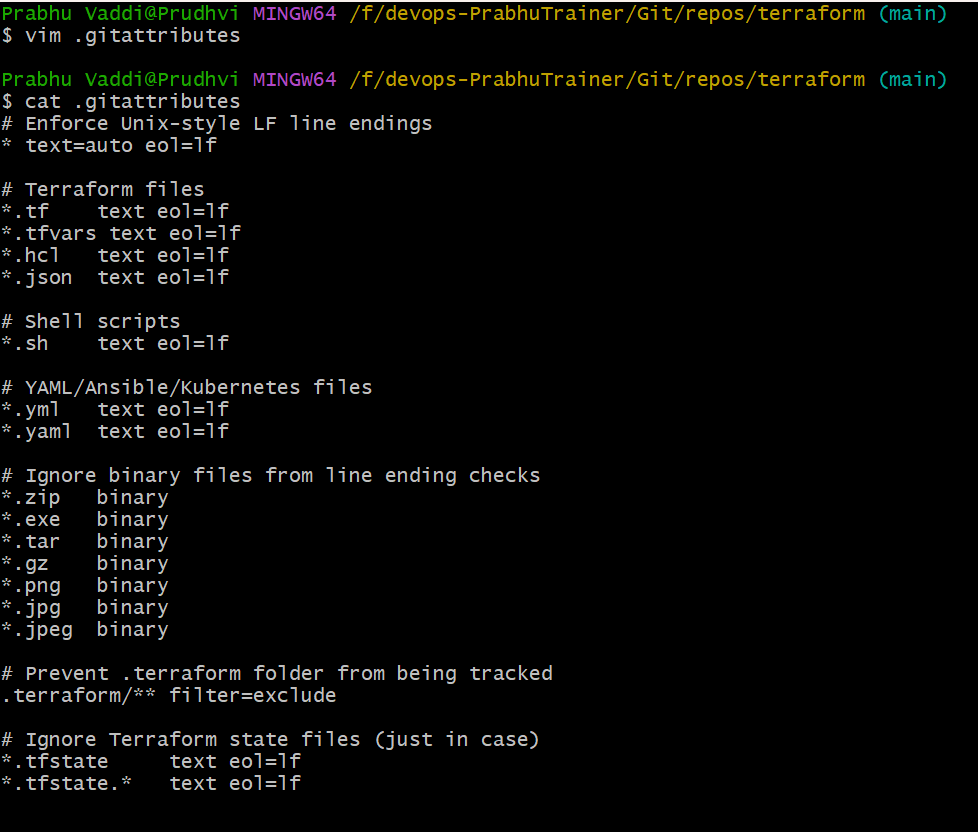 Prabhu Vaddi@Prudhvi MINGW64 /f/devops-PrabhuTrainer/Git/repos/terraform (main)
$ vim .gitattributes

Prabhu Vaddi@Prudhvi MINGW64 /f/devops-PrabhuTrainer/Git/repos/terraform (main)
$ cat .gitattributes
# Enforce Unix-style LF line endings
* text=auto eol=lf

# Terraform files
*.tf    text eol=lf
*.tfvars text eol=lf
*.hcl   text eol=lf
*.json  text eol=lf

# Shell scripts
*.sh    text eol=lf

# YAML/Ansible/Kubernetes files
*.yml   text eol=lf
*.yaml  text eol=lf

# Ignore binary files from line ending checks
*.zip   binary
*.exe   binary
*.tar   binary
*.gz    binary
*.png   binary
*.jpg   binary
*.jpeg  binary

# Prevent .terraform folder from being tracked
.terraform/** filter=exclude

# Ignore Terraform state files (just in case)
*.tfstate     text eol=lf
*.tfstate.*   text eol=lf